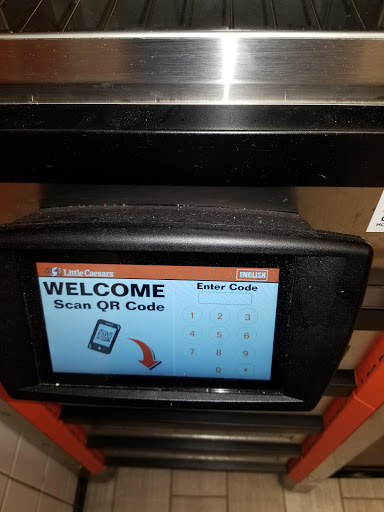 Little Caesars ENGLISH
WELCOME
Scan QR Code
Enter Code
1 2 3
4 5 6
7 8 9
0